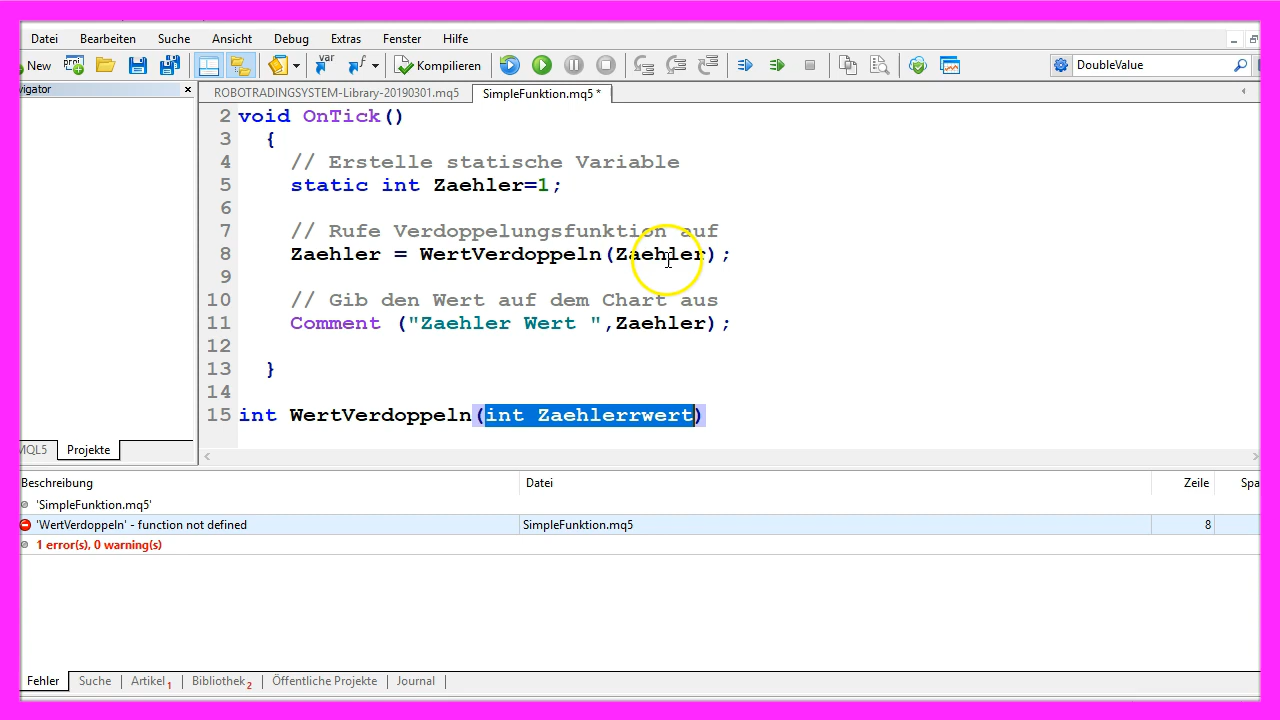 Datei Bearbeiten Suche Ansicht Debug Extras Fenster Hilfe
New Kompilieren DoubleValue
vigator
ROBOTRADINGSYSTEM-Library-20190301.mq5 SimpleFunktion.mq5 *
2 void OnTick()
3 {
4 // Erstelle statische Variable
5 static int Zaehler=1;
6
7 // Rufe Verdoppelungsfunktion auf
8 Zaehler = WertVerdoppeln(Zaehler);
9
10 // Gib den Wert auf dem Chart aus
11 Comment ("Zaehler Wert ",Zaehler);
12
13 }
14
15 int WertVerdoppeln(int Zaehlerrwert)
MQL5 Projekte
Beschreibung Datei Zeile Spa
'SimpleFunktion.mq5'
'WertVerdoppeln' - function not defined SimpleFunktion.mq5 8
1 error(s), 0 warning(s)
Fehler Suche Artikel 1 Bibliothek 2 Öffentliche Projekte Journal